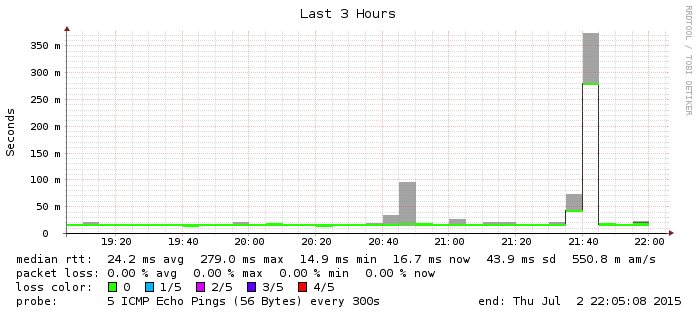 Last 3 Hours
RRDTOOL / TOBI OETIKER
Seconds
350 m
300 m
250 m
200 m
150 m
100 m
50 m
0
19:20 19:40 20:00 20:20 20:40 21:00 21:20 21:40 22:00
median rtt: 24.2 ms avg 279.0 ms max 14.9 ms min 16.7 ms now 43.9 ms sd 550.8 m am/s
packet loss: 0.00 % avg 0.00 % max 0.00 % min 0.00 % now
loss color: 0 1/5 2/5 3/5 4/5
probe: 5 ICMP Echo Pings (56 Bytes) every 300s end: Thu Jul 2 22:05:08 2015